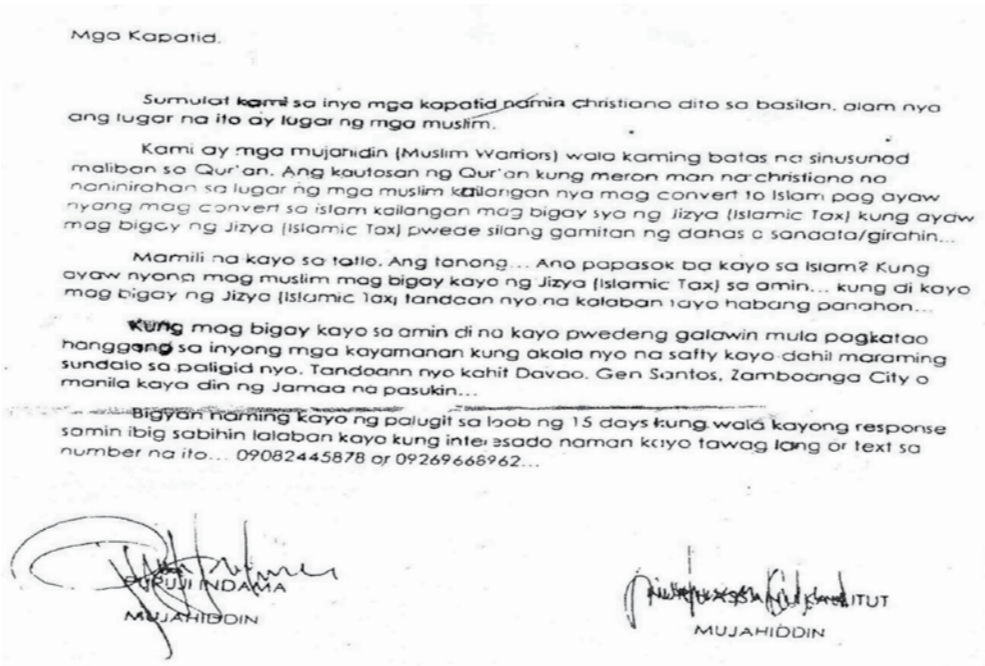 Mga Kapatid.
Sumulat kami sa inyo mga kapatid namin christiano dito sa basilan. alam nya
ang lugar na ito ay lugar ng mga muslim.
Kami ay mga mujahidin (Muslim Warriors) wala kaming batas na sinusunod
maliban sa Qur'an. Ang kautosan ng Qur'an kung meron man na christiano na
naninirahan sa lugar ng mga muslim kailangan nya mag convert to Islam pag ayaw
nyang mag convert sa islam kailangan mag bigay sya ng Jizya (Islamic Tax) kung ayaw
mag bigay ng Jizya (Islamic Tax) pwede silang gamitan ng dahas o sandata/girahin...
Mamili na kayo sa tatlo. Ang tanong... Ano papasok ba kayo sa Islam? Kung
ayaw nyong mag muslim mag bigay kayo ng Jizya (Islamic Tax) sa amin... kung di kayo
mag bigay ng Jizya (Islamic Tax) tandaan nyo na kalaban tayo habang panahon...
Kung mag bigay kayo sa amin di na kayo pwedeng galawin mula pagkatao
hanggang sa inyong mga kayamanan kung akala nyo na safty kayo dahil maraming
sundalo sa paligid nyo. Tandaann nyo kahit Davao. Gen Santos, Zamboanga City o
manila kaya din ng Jamaa na pasukin...
Bigyan naming kayo ng palugit sa loob ng 15 days kung wala kayong response
samin ibig sabihin lalaban kayo kung interesado naman kayo tawag lang or text sa
number na ito... 09082445878 or 09269668962...
PURUJI INDAMA
MUJAHIDDIN
MUJAHIDDIN